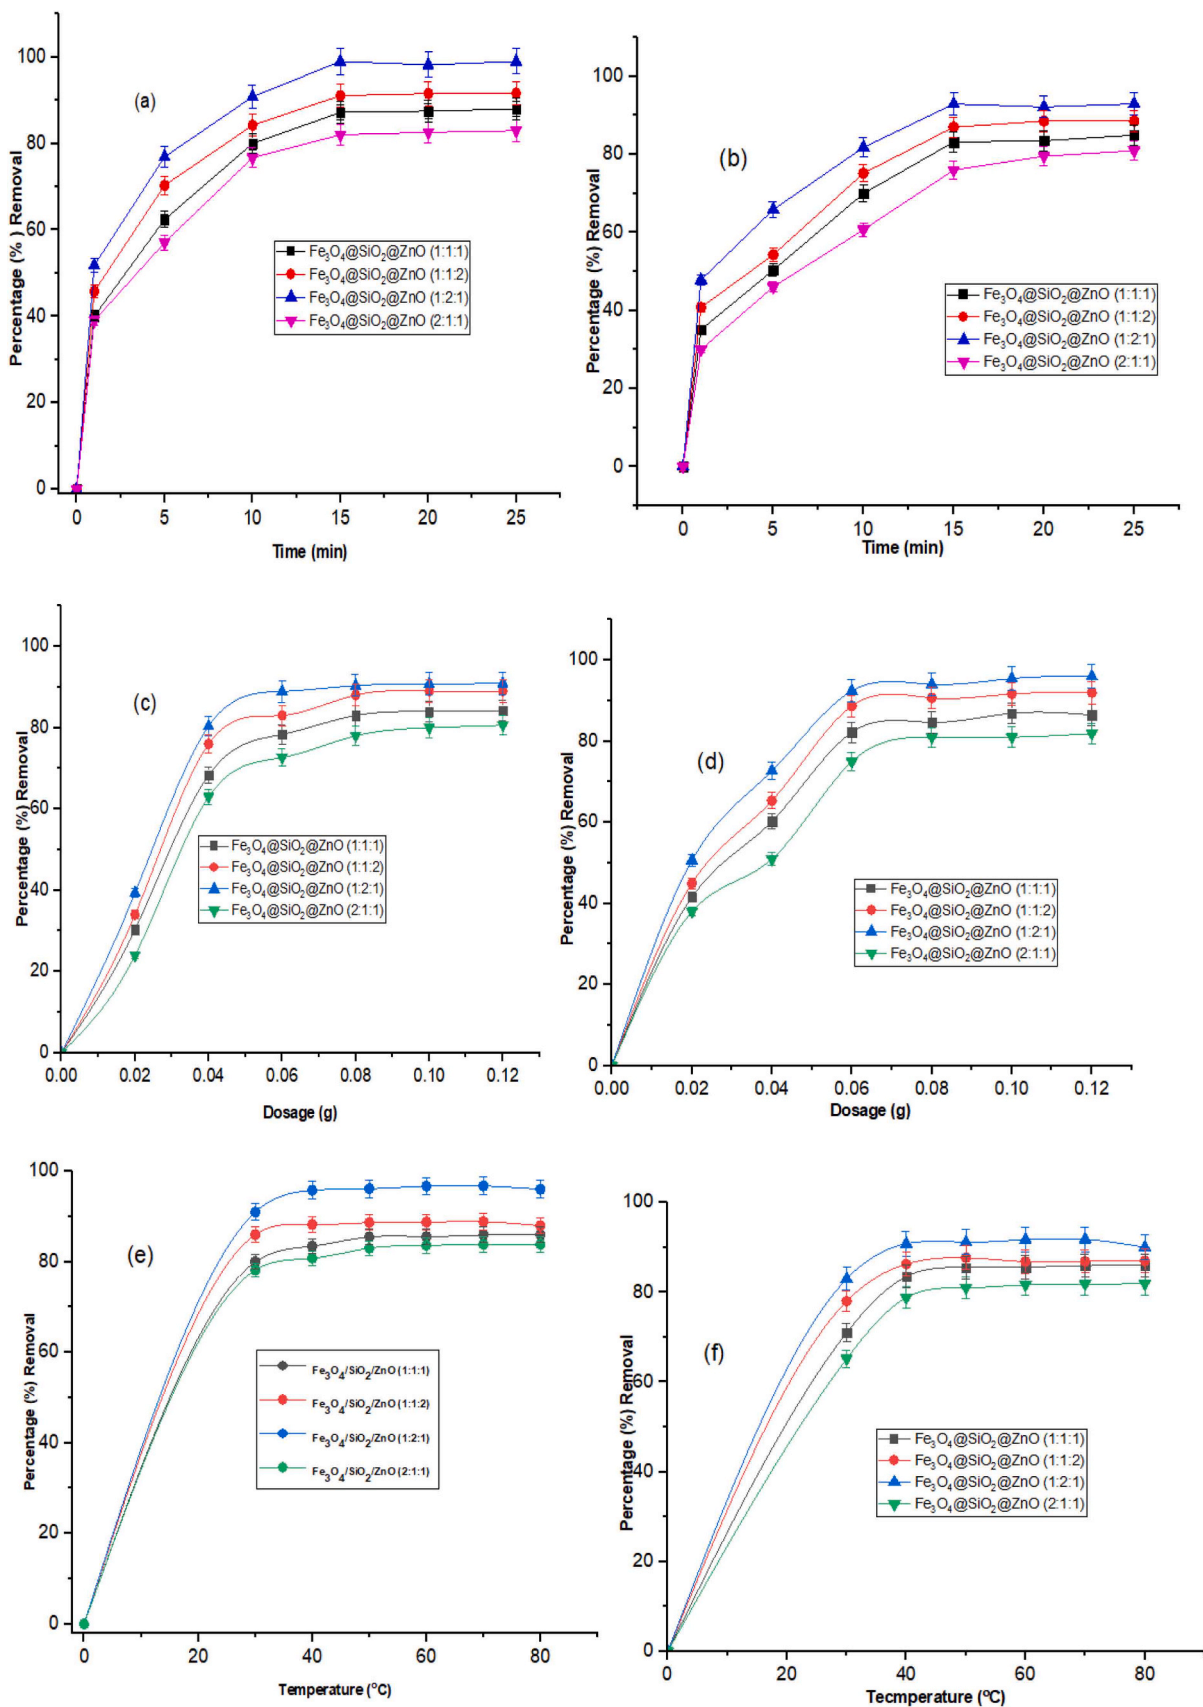 (a)
Percentage (%) Removal
100
80
60
40
20
0
Fe₃O₄@SiO₂@ZnO (1:1:1)
Fe₃O₄@SiO₂@ZnO (1:1:2)
Fe₃O₄@SiO₂@ZnO (1:2:1)
Fe₃O₄@SiO₂@ZnO (2:1:1)
0 5 10 15 20 25
Time (min)
(b)
Percentage (%) Removal
100
80
60
40
20
0
Fe₃O₄@SiO₂@ZnO (1:1:1)
Fe₃O₄@SiO₂@ZnO (1:1:2)
Fe₃O₄@SiO₂@ZnO (1:2:1)
Fe₃O₄@SiO₂@ZnO (2:1:1)
0 5 10 15 20 25
Time (min)
(c)
Percentage (%) Removal
100
80
60
40
20
0
Fe₃O₄@SiO₂@ZnO (1:1:1)
Fe₃O₄@SiO₂@ZnO (1:1:2)
Fe₃O₄@SiO₂@ZnO (1:2:1)
Fe₃O₄@SiO₂@ZnO (2:1:1)
0.00 0.02 0.04 0.06 0.08 0.10 0.12
Dosage (g)
(d)
Percentage (%) Removal
100
80
60
40
20
0
Fe₃O₄@SiO₂@ZnO (1:1:1)
Fe₃O₄@SiO₂@ZnO (1:1:2)
Fe₃O₄@SiO₂@ZnO (1:2:1)
Fe₃O₄@SiO₂@ZnO (2:1:1)
0.00 0.02 0.04 0.06 0.08 0.10 0.12
Dosage (g)
(e)
Percentage (%) Removal
100
80
60
40
20
0
Fe₃O₄/SiO₂/ZnO (1:1:1)
Fe₃O₄/SiO₂/ZnO (1:1:2)
Fe₃O₄/SiO₂/ZnO (1:2:1)
Fe₃O₄/SiO₂/ZnO (2:1:1)
0 20 40 60 80
Temperature (°C)
(f)
Percentage (%) Removal
100
80
60
40
20
0
Fe₃O₄@SiO₂@ZnO (1:1:1)
Fe₃O₄@SiO₂@ZnO (1:1:2)
Fe₃O₄@SiO₂@ZnO (1:2:1)
Fe₃O₄@SiO₂@ZnO (2:1:1)
0 20 40 60 80
Tecmperature (°C)